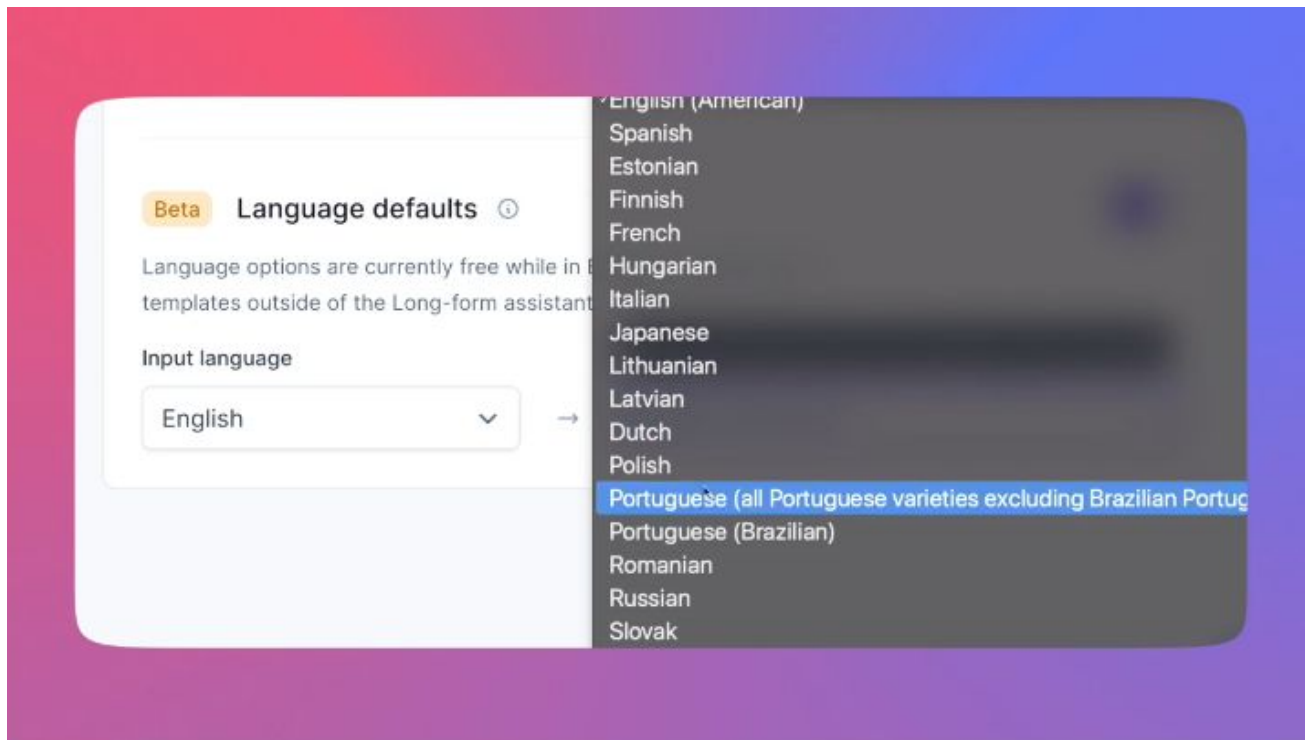 Beta Language defaults
Language options are currently free while in
templates outside of the Long-form assistant
Input language
English
→
✓English (American)
Spanish
Estonian
Finnish
French
Hungarian
Italian
Japanese
Lithuanian
Latvian
Dutch
Polish
Portuguese (all Portuguese varieties excluding Brazilian Portug
Portuguese (Brazilian)
Romanian
Russian
Slovak